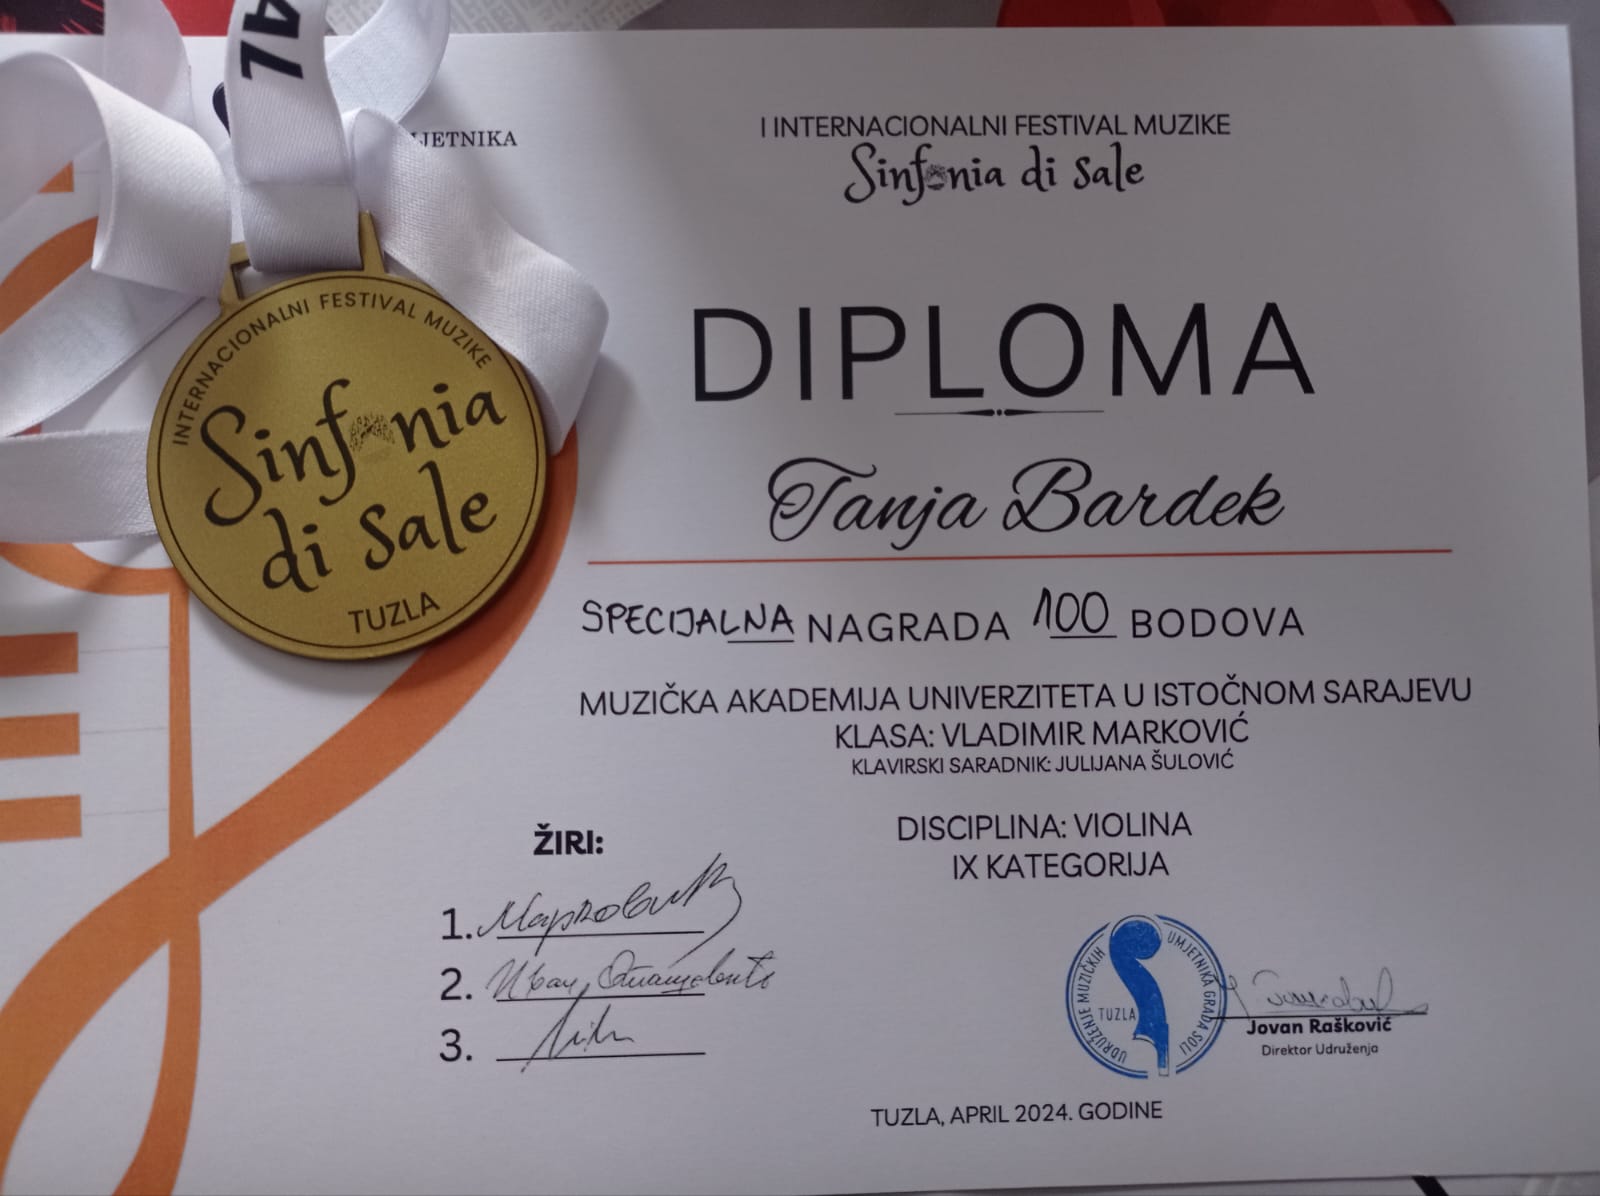 AL
JETNIKA
I INTERNACIONALNI FESTIVAL MUZIKE
Sinfonia di sale
INTERNACIONALNI FESTIVAL MUZIKE
Sinfonia
di sale
TUZLA
DIPLOMA
Tanja Bardek
SPECIJALNA NAGRADA 100 BODOVA
MUZIČKA AKADEMIJA UNIVERZITETA U ISTOČNOM SARAJEVU
KLASA: VLADIMIR MARKOVIĆ
KLAVIRSKI SARADNIK: JULIJANA ŠULOVIĆ
DISCIPLINA: VIOLINA
IX KATEGORIJA
ŽIRI:
1.
2.
3.
UDRUŽENJE MUZIČKIH UMJETNIKA GRADA SOLI
TUZLA
Jovan Rašković
Direktor Udruženja
TUZLA, APRIL 2024. GODINE